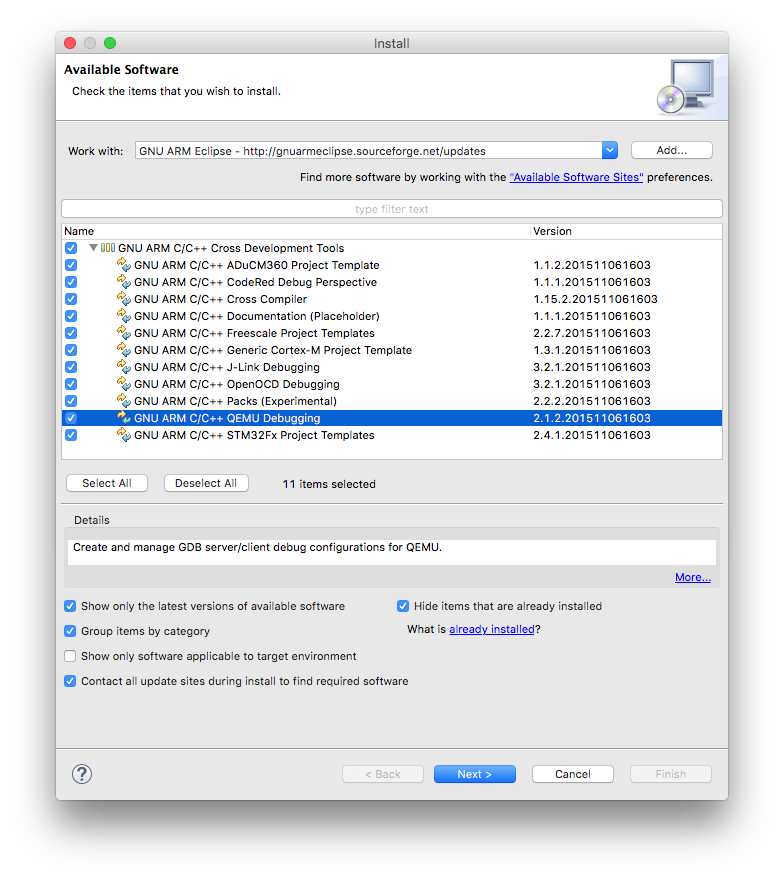 Install
Available Software
Check the items that you wish to install.
Work with: GNU ARM Eclipse - http://gnuarmeclipse.sourceforge.net/updates Add...
Find more software by working with the "Available Software Sites" preferences.
type filter text
Name Version
GNU ARM C/C++ Cross Development Tools
GNU ARM C/C++ ADuCM360 Project Template 1.1.2.201511061603
GNU ARM C/C++ CodeRed Debug Perspective 1.1.1.201511061603
GNU ARM C/C++ Cross Compiler 1.15.2.201511061603
GNU ARM C/C++ Documentation (Placeholder) 1.1.1.201511061603
GNU ARM C/C++ Freescale Project Templates 2.2.7.201511061603
GNU ARM C/C++ Generic Cortex-M Project Template 1.3.1.201511061603
GNU ARM C/C++ J-Link Debugging 3.2.1.201511061603
GNU ARM C/C++ OpenOCD Debugging 3.2.1.201511061603
GNU ARM C/C++ Packs (Experimental) 2.2.2.201511061603
GNU ARM C/C++ QEMU Debugging 2.1.2.201511061603
GNU ARM C/C++ STM32Fx Project Templates 2.4.1.201511061603
Select All Deselect All 11 items selected
Details
Create and manage GDB server/client debug configurations for QEMU.
More...
Show only the latest versions of available software Hide items that are already installed
Group items by category What is already installed?
Show only software applicable to target environment
Contact all update sites during install to find required software
? < Back Next > Cancel Finish